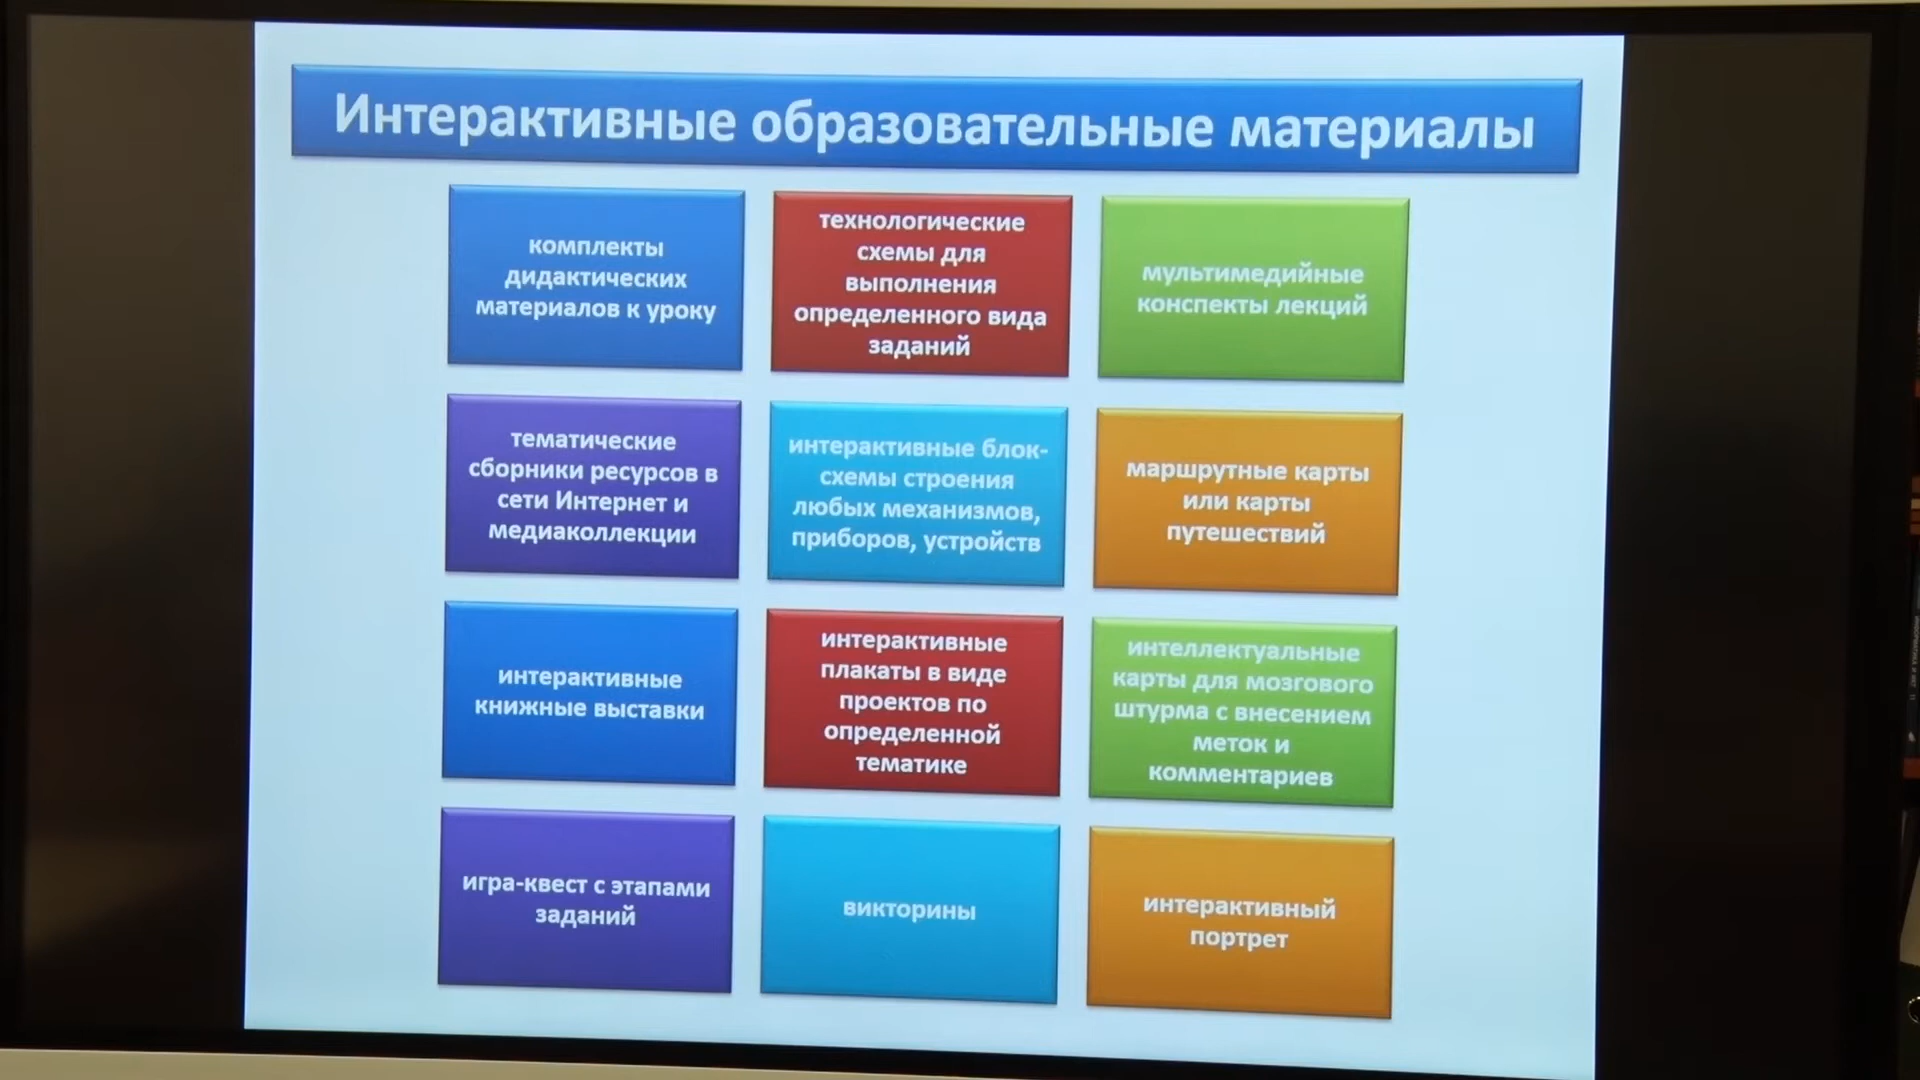 Интерактивные образовательные материалы
комплекты
дидактических
материалов к уроку
технологические
схемы для
выполнения
определенного вида
заданий
мультимедийные
конспекты лекций
тематические
сборники ресурсов в
сети Интернет и
медиаколлекции
интерактивные блок-
схемы строения
любых механизмов,
приборов, устройств
маршрутные карты
или карты
путешествий
интерактивные
книжные выставки
интерактивные
плакаты в виде
проектов по
определенной
тематике
интеллектуальные
карты для мозгового
штурма с внесением
меток и
комментариев
игра-квест с этапами
заданий
викторины
интерактивный
портрет